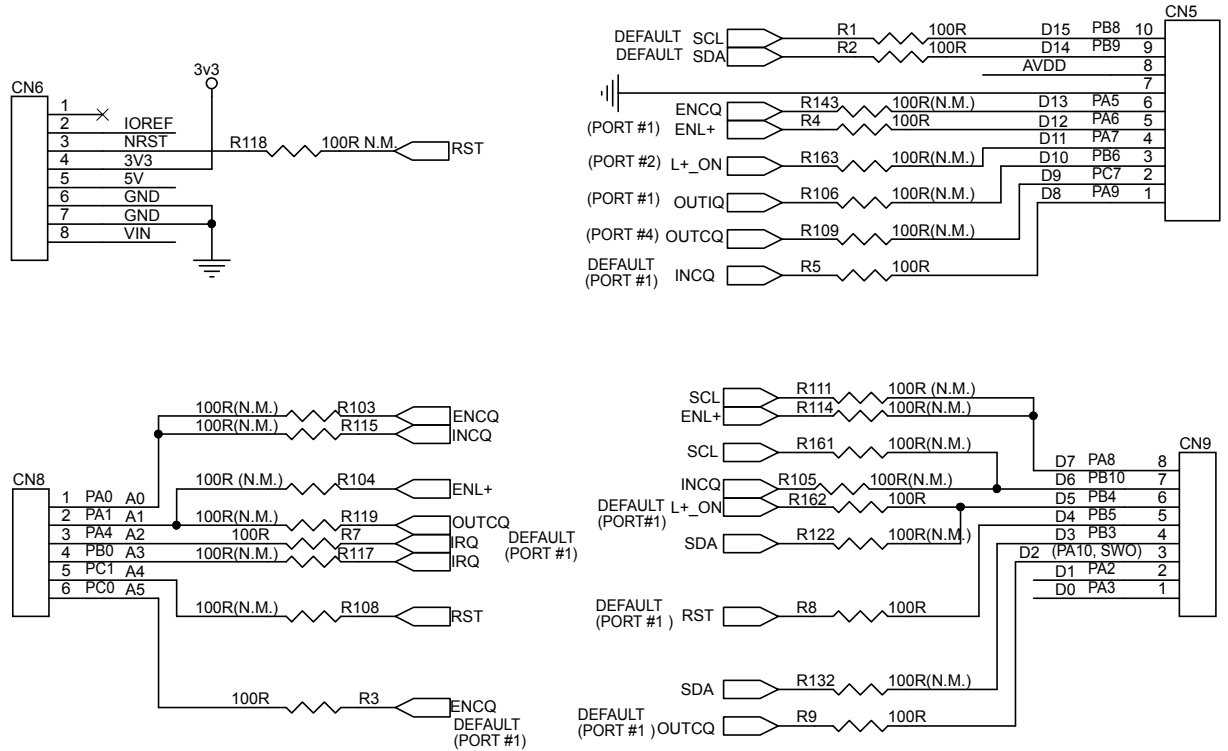 CN6
3v3
1
2 IOREF
3 NRST R118 100R N.M. RST
4 3V3
5 5V
6 GND
7 GND
8 VIN
CN5
DEFAULT SCL R1 100R D15 PB8 10
DEFAULT SDA R2 100R D14 PB9 9
AVDD 8
7
ENCQ R143 100R(N.M.) D13 PA5 6
(PORT #1) ENL+ R4 100R D12 PA6 5
D11 PA7 4
(PORT #2) L+_ON R163 100R(N.M.) D10 PB6 3
D9 PC7 2
(PORT #1) OUTIQ R106 100R(N.M.) D8 PA9 1
(PORT #4) OUTCQ R109 100R(N.M.)
DEFAULT
(PORT #1) INCQ R5 100R
CN8
100R(N.M.) R103 ENCQ
100R(N.M.) R115 INCQ
100R (N.M.) R104 ENL+
1 PA0 A0
2 PA1 A1 100R(N.M.) R119 OUTCQ
3 PA4 A2 100R R7 IRQ
DEFAULT
(PORT #1)
4 PB0 A3 100R(N.M.) R117 IRQ
5 PC1 A4
6 PC0 A5
100R(N.M.) R108 RST
100R R3 ENCQ
DEFAULT
(PORT #1)
CN9
SCL R111 100R (N.M.)
ENL+ R114 100R(N.M.)
SCL R161 100R(N.M.)
D7 PA8 8
INCQ R105 100R(N.M.) D6 PB10 7
DEFAULT
(PORT#1) L+_ON R162 100R D5 PB4 6
D4 PB5 5
SDA R122 100R(N.M.) D3 PB3 4
D2 (PA10, SWO) 3
D1 PA2 2
D0 PA3 1
DEFAULT
(PORT #1 ) RST R8 100R
SDA R132 100R(N.M.)
DEFAULT
(PORT #1 ) OUTCQ R9 100R